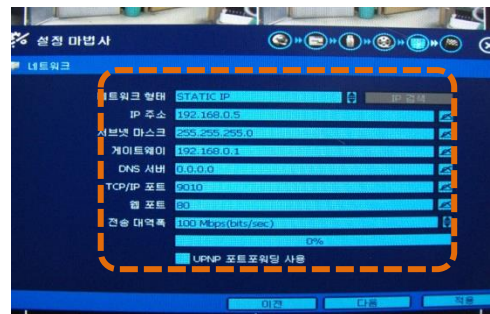 설정 마법사
네트워크
네트워크 형태 STATIC IP IP 검색
IP 주소 192.168.0.5
서브넷 마스크 255.255.255.0
게이트웨이 192.168.0.1
DNS 서버 0.0.0.0
TCP/IP 포트 9010
웹 포트 80
전송 대역폭 100 Mbps(bits/sec)
0%
UPNP 포트포워딩 사용
이전 다음 적용